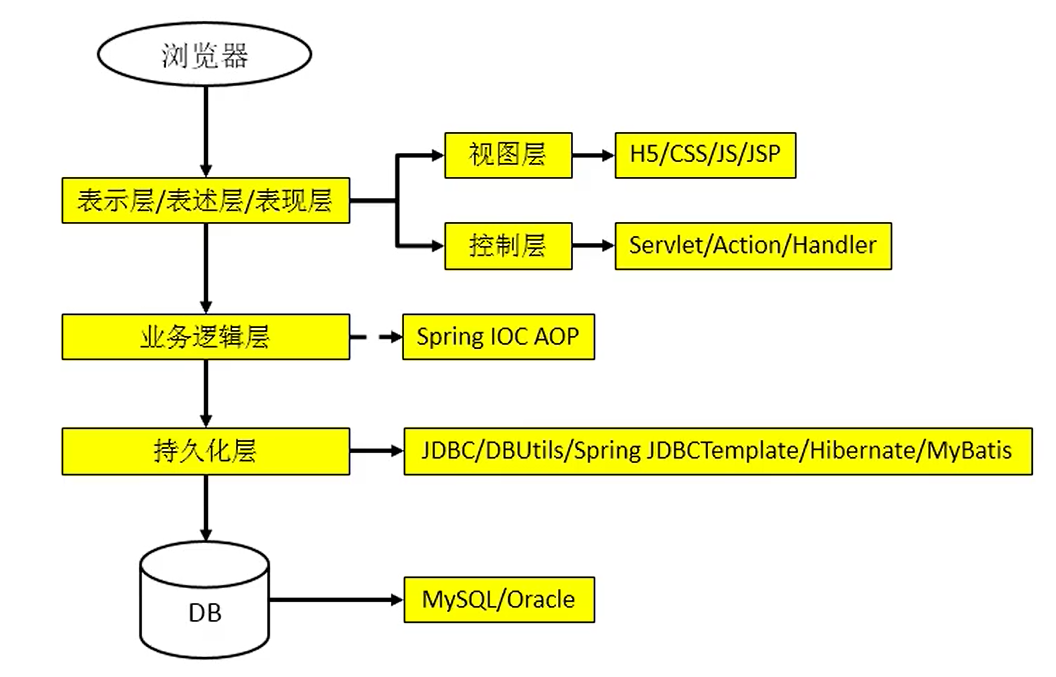 浏览器
视图层
H5/CSS/JS/JSP
表示层/表述层/表现层
控制层
Servlet/Action/Handler
业务逻辑层
Spring IOC AOP
持久化层
JDBC/DBUtils/Spring JDBCTemplate/Hibernate/MyBatis
DB
MySQL/Oracle